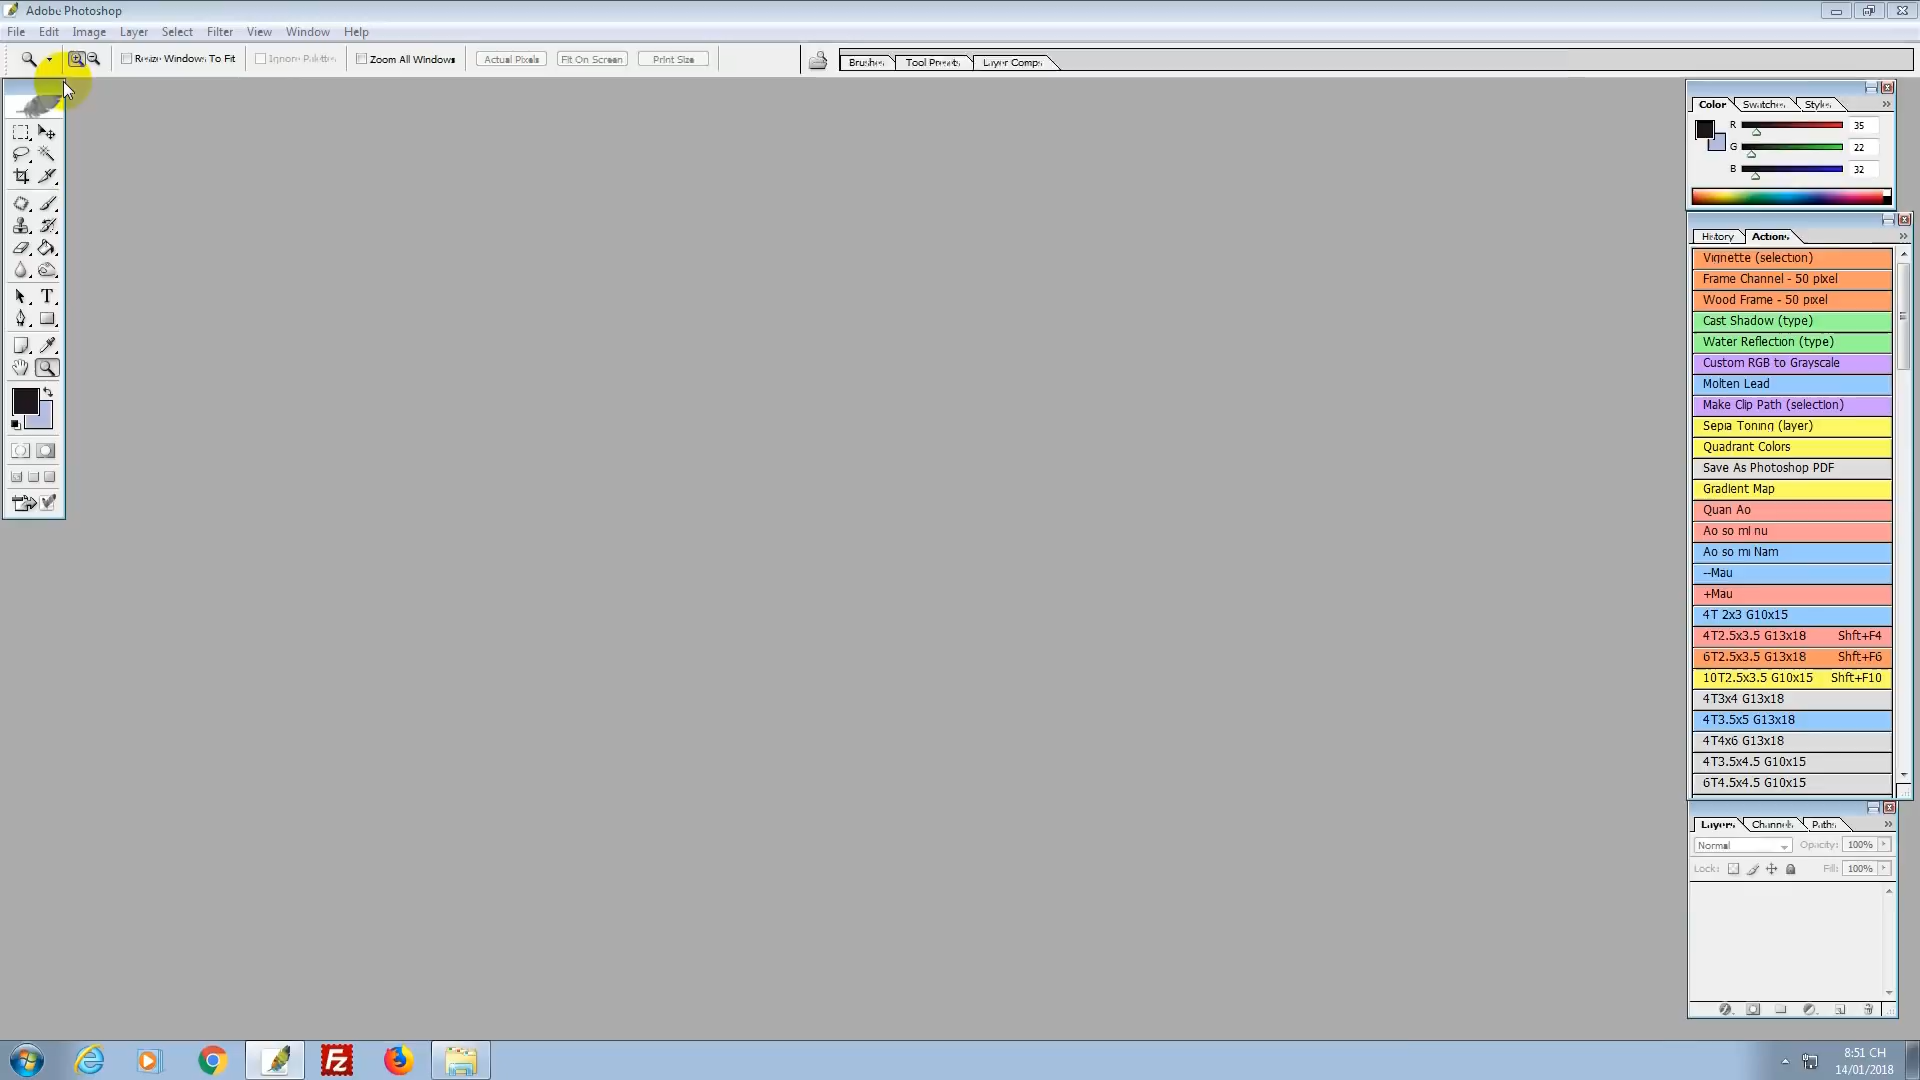 Adobe Photoshop
File Edit Image Layer Select Filter View Window Help
Resize Windows To Fit Ignore Palettes Zoom All Windows Actual Pixels Fit On Screen Print Size Brushes Tool Presets Layer Comps
Color Swatches Styles
R 35
G 22
B 32
History Actions
Vignette (selection)
Frame Channel - 50 pixel
Wood Frame - 50 pixel
Cast Shadow (type)
Water Reflection (type)
Custom RGB to Grayscale
Molten Lead
Make Clip Path (selection)
Sepia Toning (layer)
Quadrant Colors
Save As Photoshop PDF
Gradient Map
Quan Ao
Ao so mi nu
Ao so mi Nam
--Mau
+Mau
4T 2x3 G10x15
4T2.5x3.5 G13x18 Shft+F4
6T2.5x3.5 G13x18 Shft+F6
10T2.5x3.5 G10x15 Shft+F10
4T3x4 G13x18
4T3.5x5 G13x18
4T4x6 G13x18
4T3.5x4.5 G10x15
6T4.5x4.5 G10x15
Layers Channels Paths
Normal Opacity: 100%
Lock: Fill: 100%
T
Fz
8:51 CH
14/01/2018